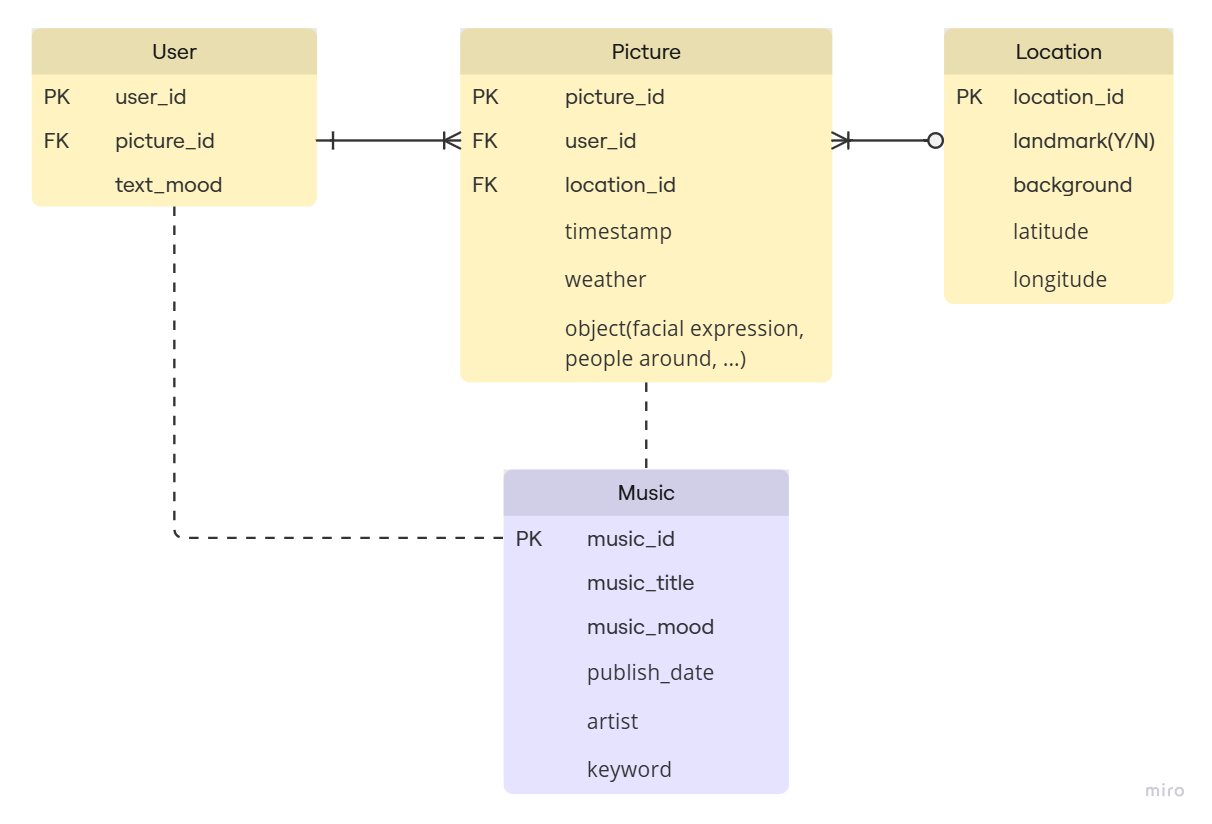 User
PK user_id
FK picture_id
text_mood
Picture
PK picture_id
FK user_id
FK location_id
timestamp
weather
object(facial expression,
people around, ...)
Location
PK location_id
landmark(Y/N)
background
latitude
longitude
Music
PK music_id
music_title
music_mood
publish_date
artist
keyword
miro